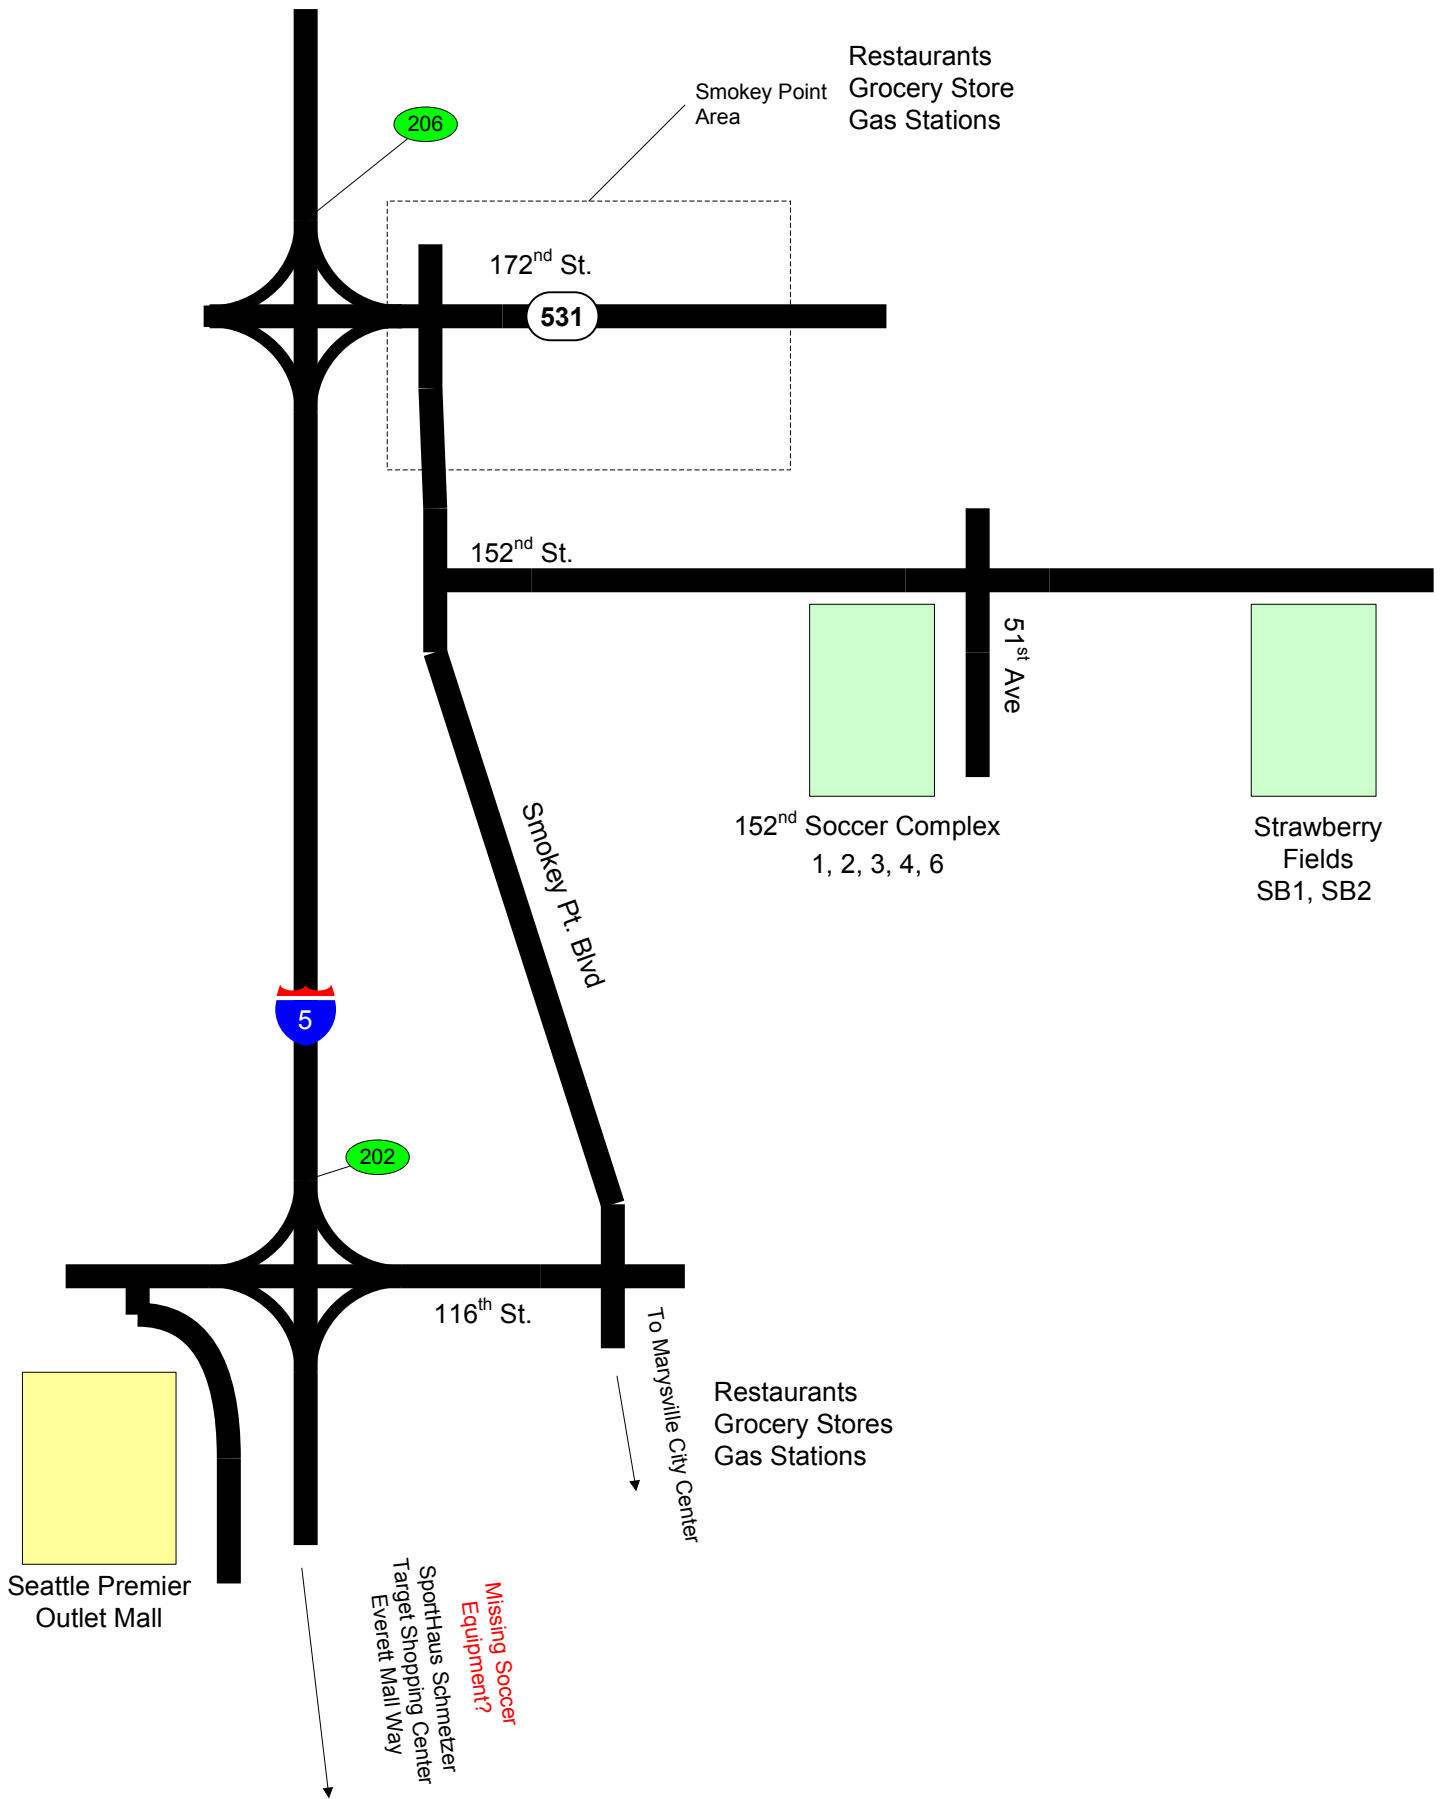 Restaurants
Grocery Store
Gas Stations
Smokey Point
Area
206
172nd St.
531
152nd St.
51st Ave
152nd Soccer Complex
1, 2, 3, 4, 6
Strawberry
Fields
SB1, SB2
Smokey Pt. Blvd
5
202
116th St.
To Marysville City Center
Restaurants
Grocery Stores
Gas Stations
Seattle Premier
Outlet Mall
Missing Soccer
Equipment?
SportHaus Schmetzer
Target Shopping Center
Everett Mall Way